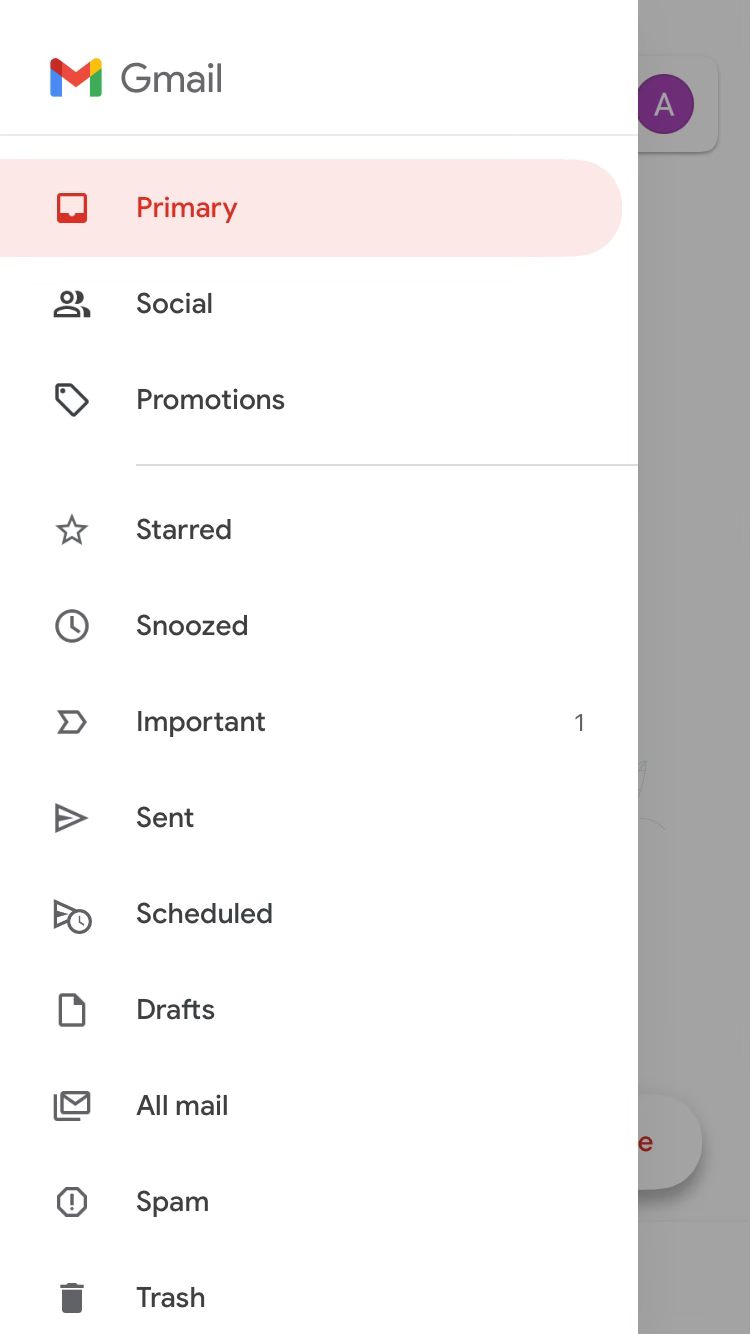 Gmail
A
Primary
Social
Promotions
Starred
Snoozed
Important 1
Sent
Scheduled
Drafts
All mail
e
Spam
Trash